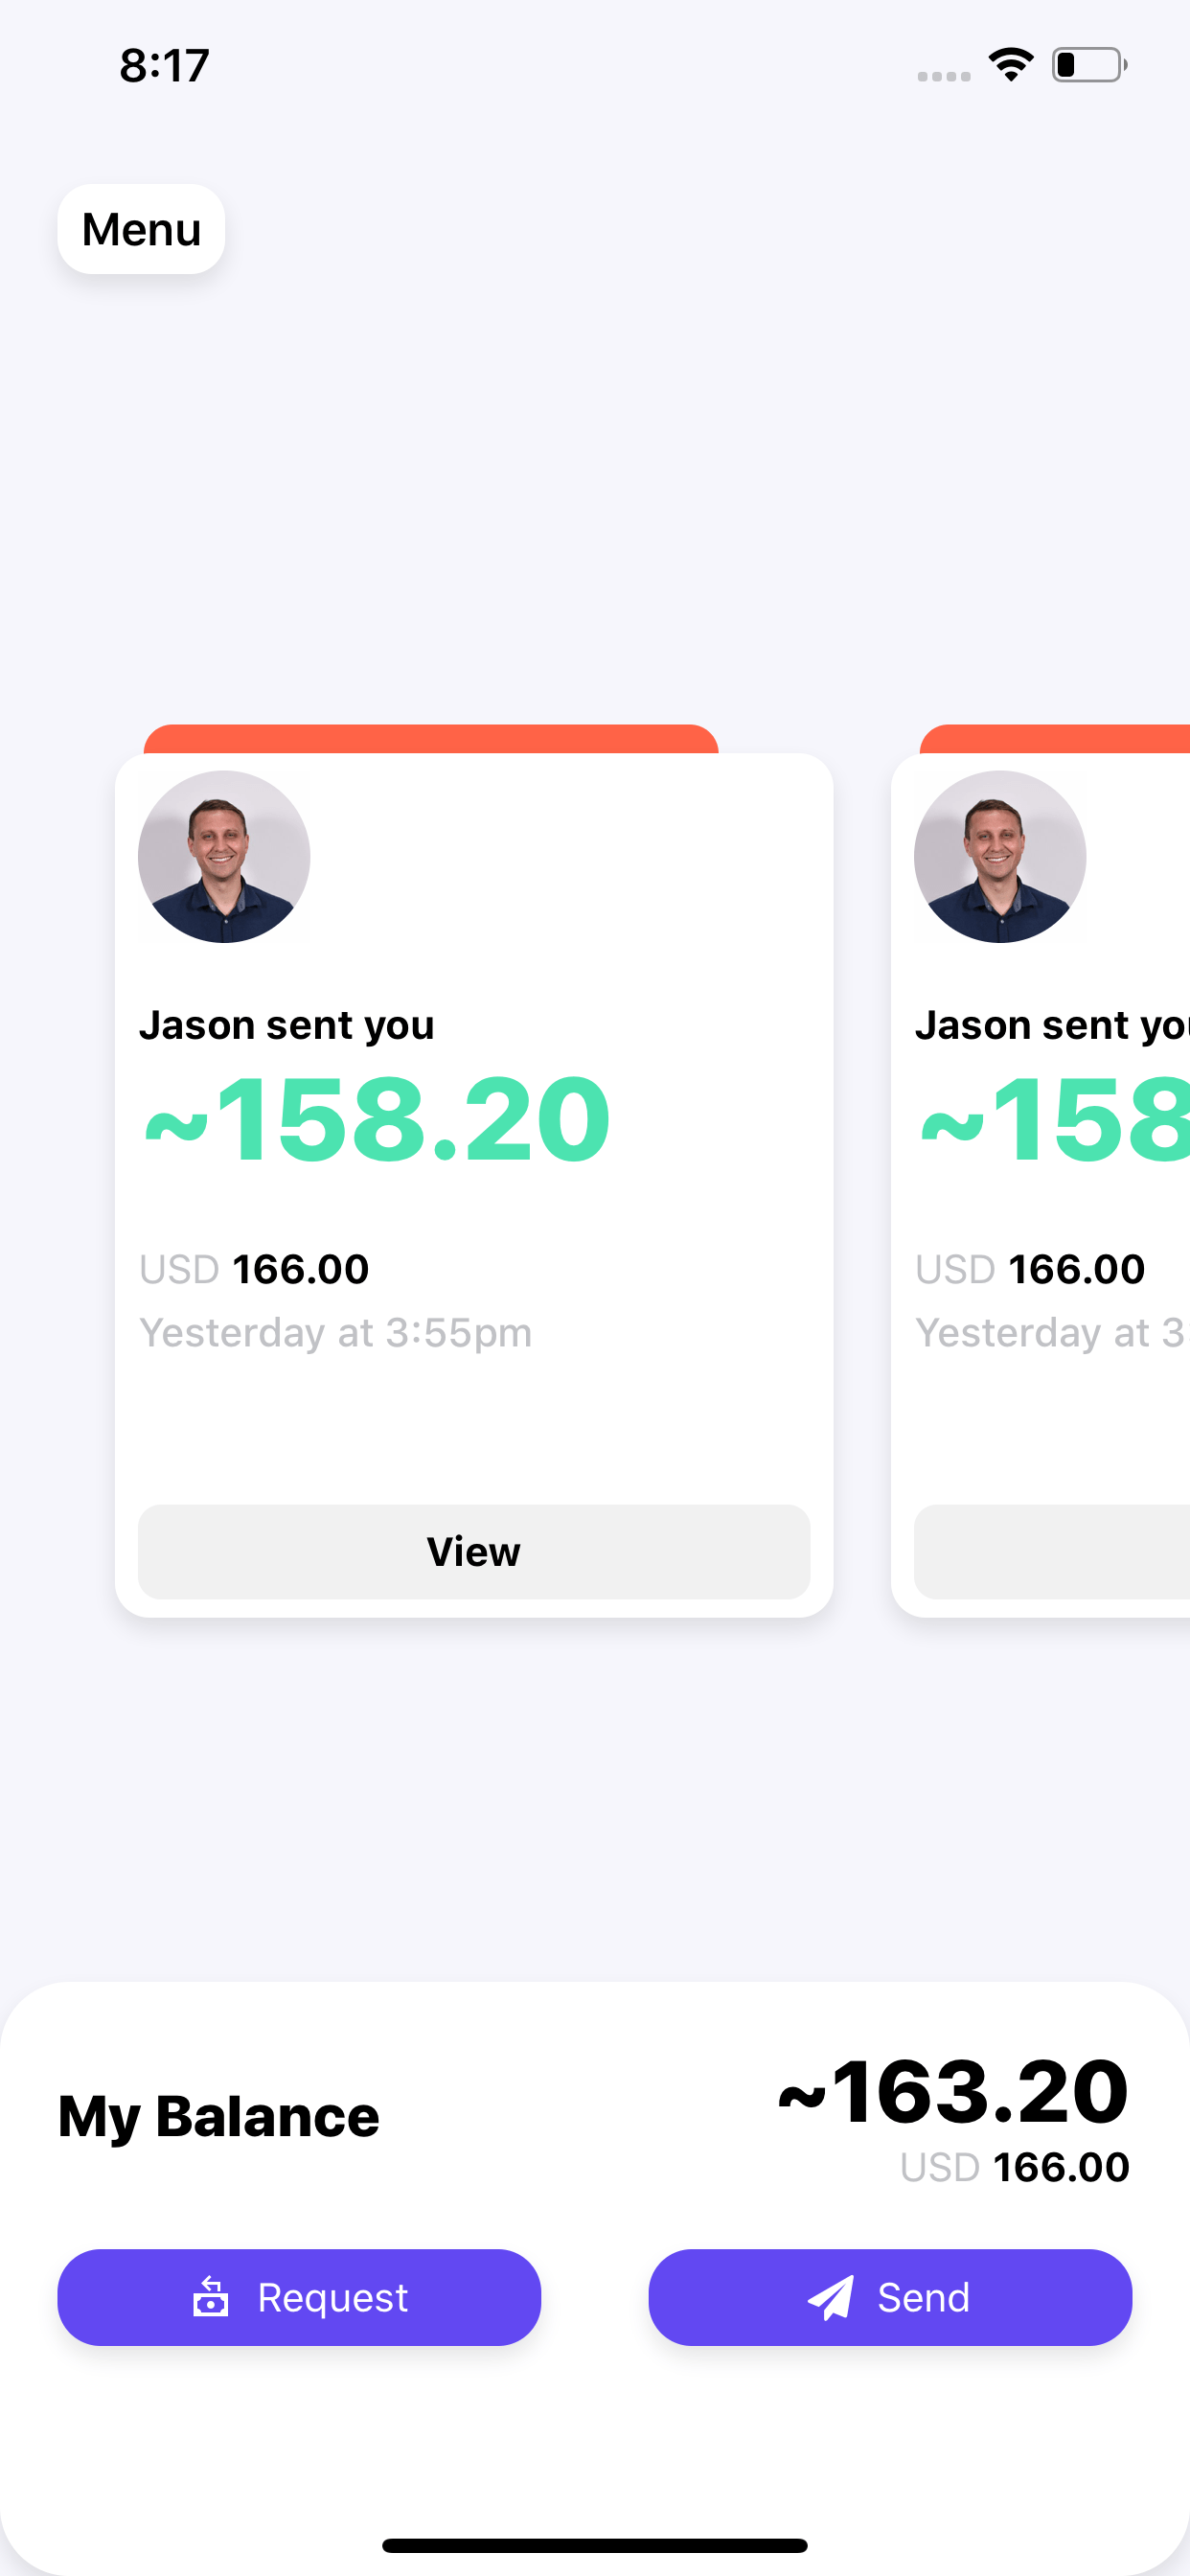 8:17
Menu
Jason sent you
~158.20
USD 166.00
Yesterday at 3:55pm
View
Jason sent you
~158
USD 166.00
Yesterday at 3
My Balance
~163.20
USD 166.00
Request
Send